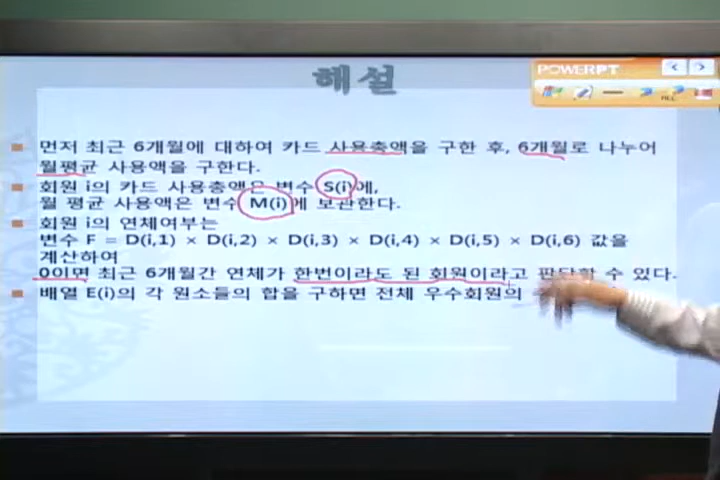 해설
POWERPT
먼저 최근 6개월에 대하여 카드 사용총액을 구한 후, 6개월로 나누어
월평균 사용액을 구한다.
회원 i의 카드 사용총액은 변수 S(i)에,
월 평균 사용액은 변수 M(i)에 보관한다.
회원 i의 연체여부는
변수 F = D(i,1) × D(i,2) × D(i,3) × D(i,4) × D(i,5) × D(i,6) 값을
계산하여
0이면 최근 6개월간 연체가 한번이라도 된 회원이라고 판단할 수 있다.
배열 E(i)의 각 원소들의 합을 구하면 전체 우수회원의